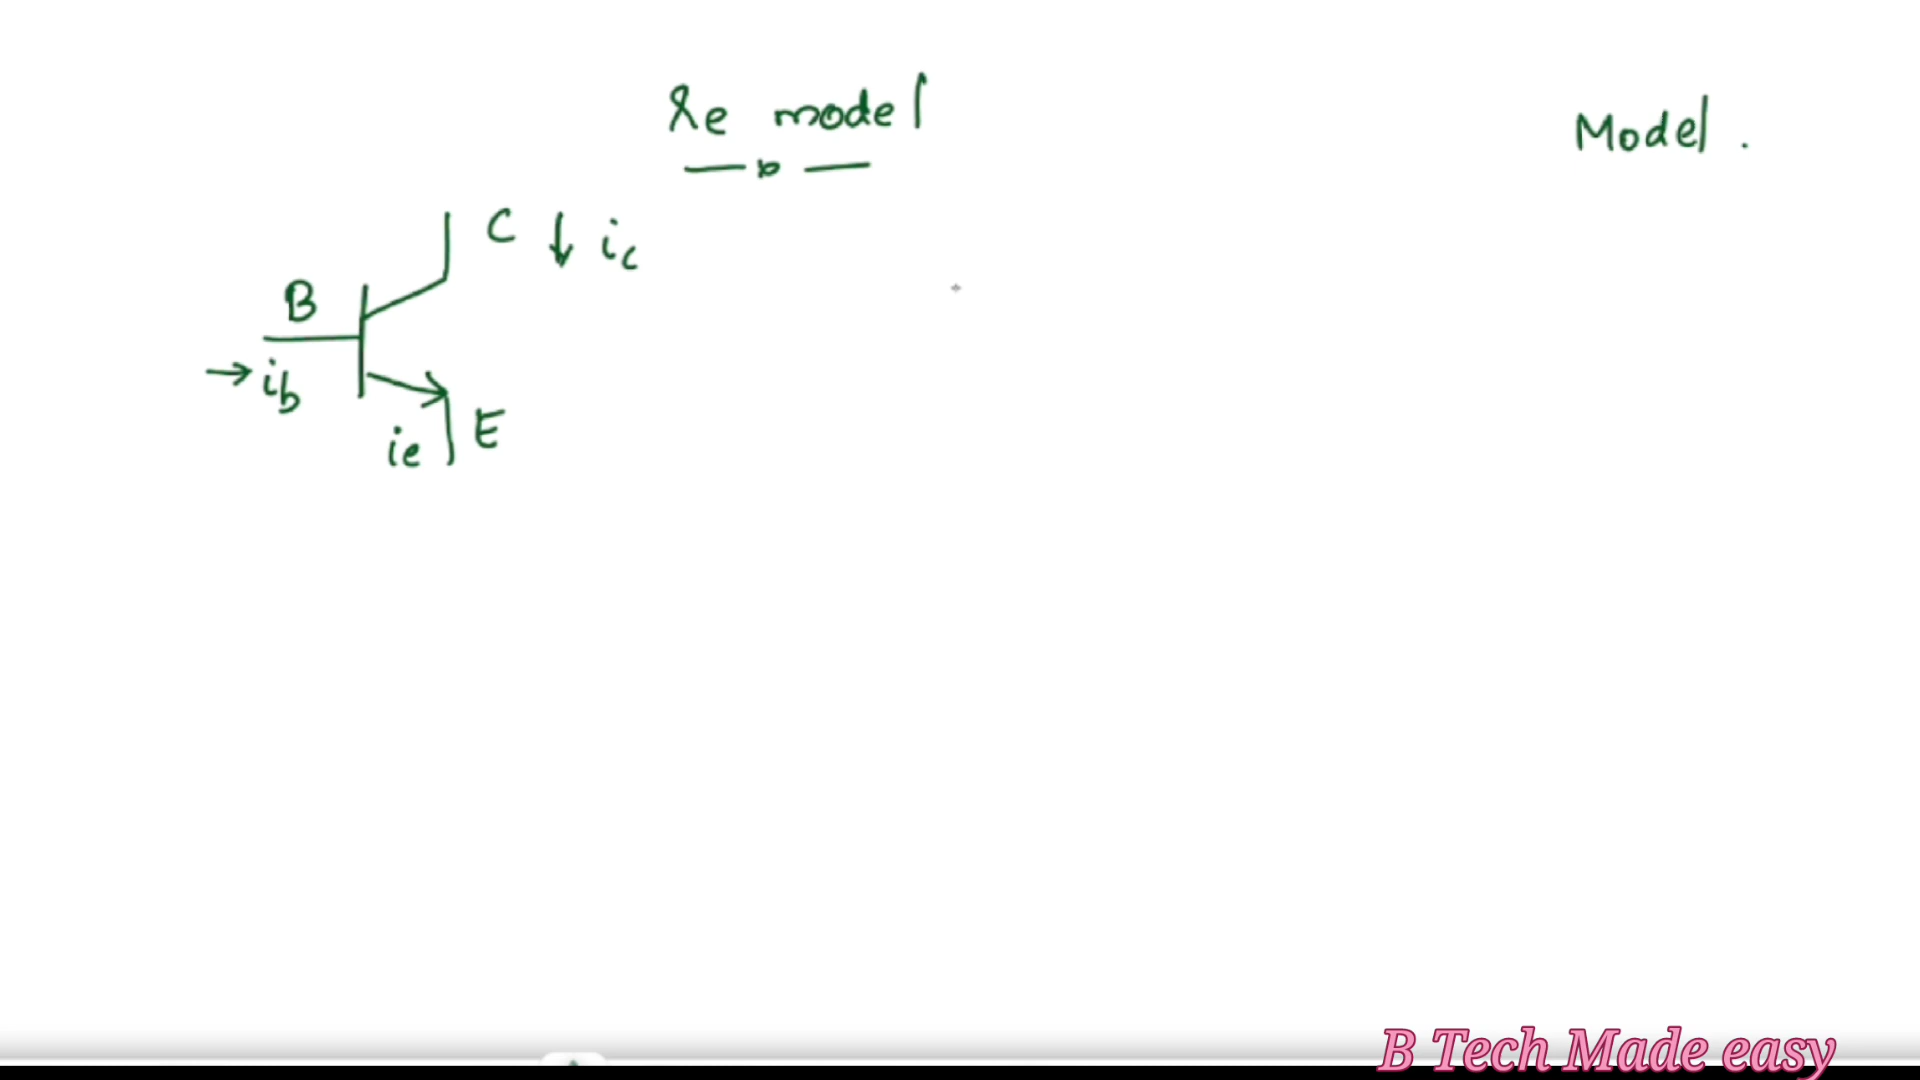 re model
Model .
C ↓ ic
B
→ ib
E
ie
B Tech Made easy